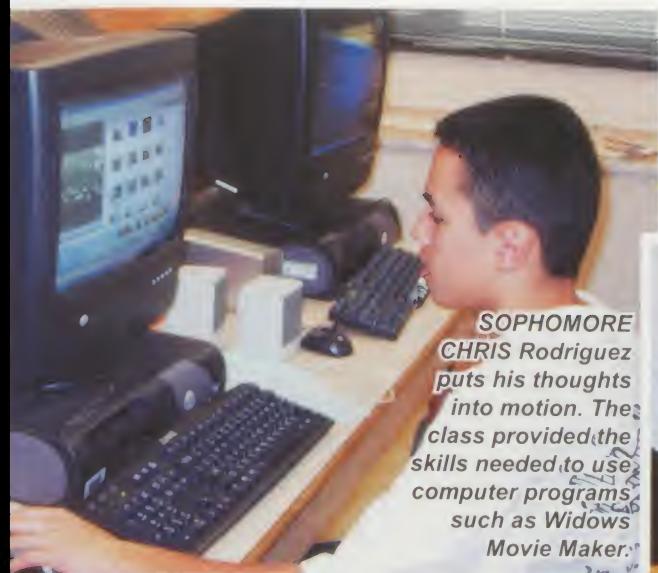 SOPHOMORE
CHRIS Rodriguez
puts his thoughts
into motion. The
class provided the
skills needed to use
computer programs
such as Widows
Movie Maker.